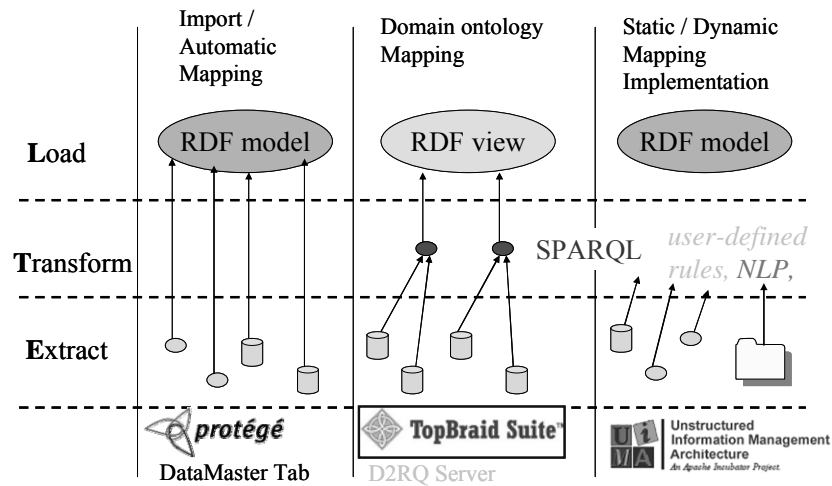 Import /
Automatic
Mapping
Domain ontology
Mapping
Static / Dynamic
Mapping
Implementation
Load
RDF model
RDF view
RDF model
Transform
SPARQL
user-defined
rules, NLP,
Extract
protégé
DataMaster Tab
TopBraid Suite™
D2RQ Server
UIMA
Unstructured
Information Management
Architecture
An Apache Incubator Project.